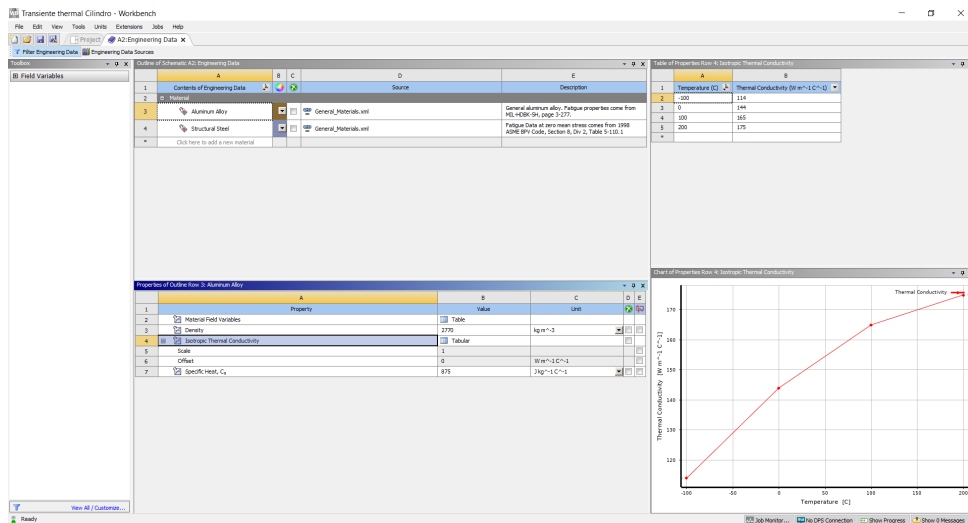 Transiente thermal Cilindro - Workbench
File Edit View Tools Units Extensions Jobs Help
Project A2:Engineering Data
Filter Engineering Data Engineering Data Sources
Toolbox
Field Variables
View All / Customize...
Outline of Schematic A2: Engineering Data
A B C D E
1 Contents of Engineering Data Source Description
2 Material
3 Aluminum Alloy General_Materials.xml General aluminum alloy. Fatigue properties come from
MIL-HDBK-5H, page 3-277.
4 Structural Steel General_Materials.xml Fatigue Data at zero mean stress comes from 1998
ASME BPV Code, Section 8, Div 2, Table 5-110.1
* Click here to add a new material
Properties of Outline Row 3: Aluminum Alloy
A B C D E
1 Property Value Unit
2 Material Field Variables Table
3 Density 2770 kg m^-3
4 Isotropic Thermal Conductivity Tabular
5 Scale 1
6 Offset 0 W m^-1 C^-1
7 Specific Heat, Cₚ 875 J kg^-1 C^-1
Table of Properties Row 4: Isotropic Thermal Conductivity
A B
1 Temperature (C) Thermal Conductivity (W m^-1 C^-1)
2 -100 114
3 0 144
4 100 165
5 200 175
*
Chart of Properties Row 4: Isotropic Thermal Conductivity
Thermal Conductivity
170
160
150
140
130
120
Thermal Conductivity [W m^-1 C^-1]
-100 -50 0 50 100 150 200
Temperature [C]
Ready
Job Monitor... No DPS Connection Show Progress Show 0 Messages